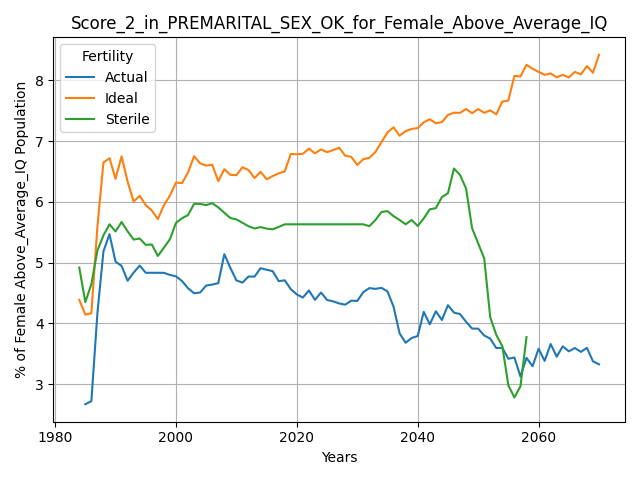 Score_2_in_PREMARITAL_SEX_OK_for_Female_Above_Average_IQ
Fertility
Actual
Ideal
Sterile
% of Female Above_Average_IQ Population
8
7
6
5
4
3
1980
2000
2020
2040
2060
Years